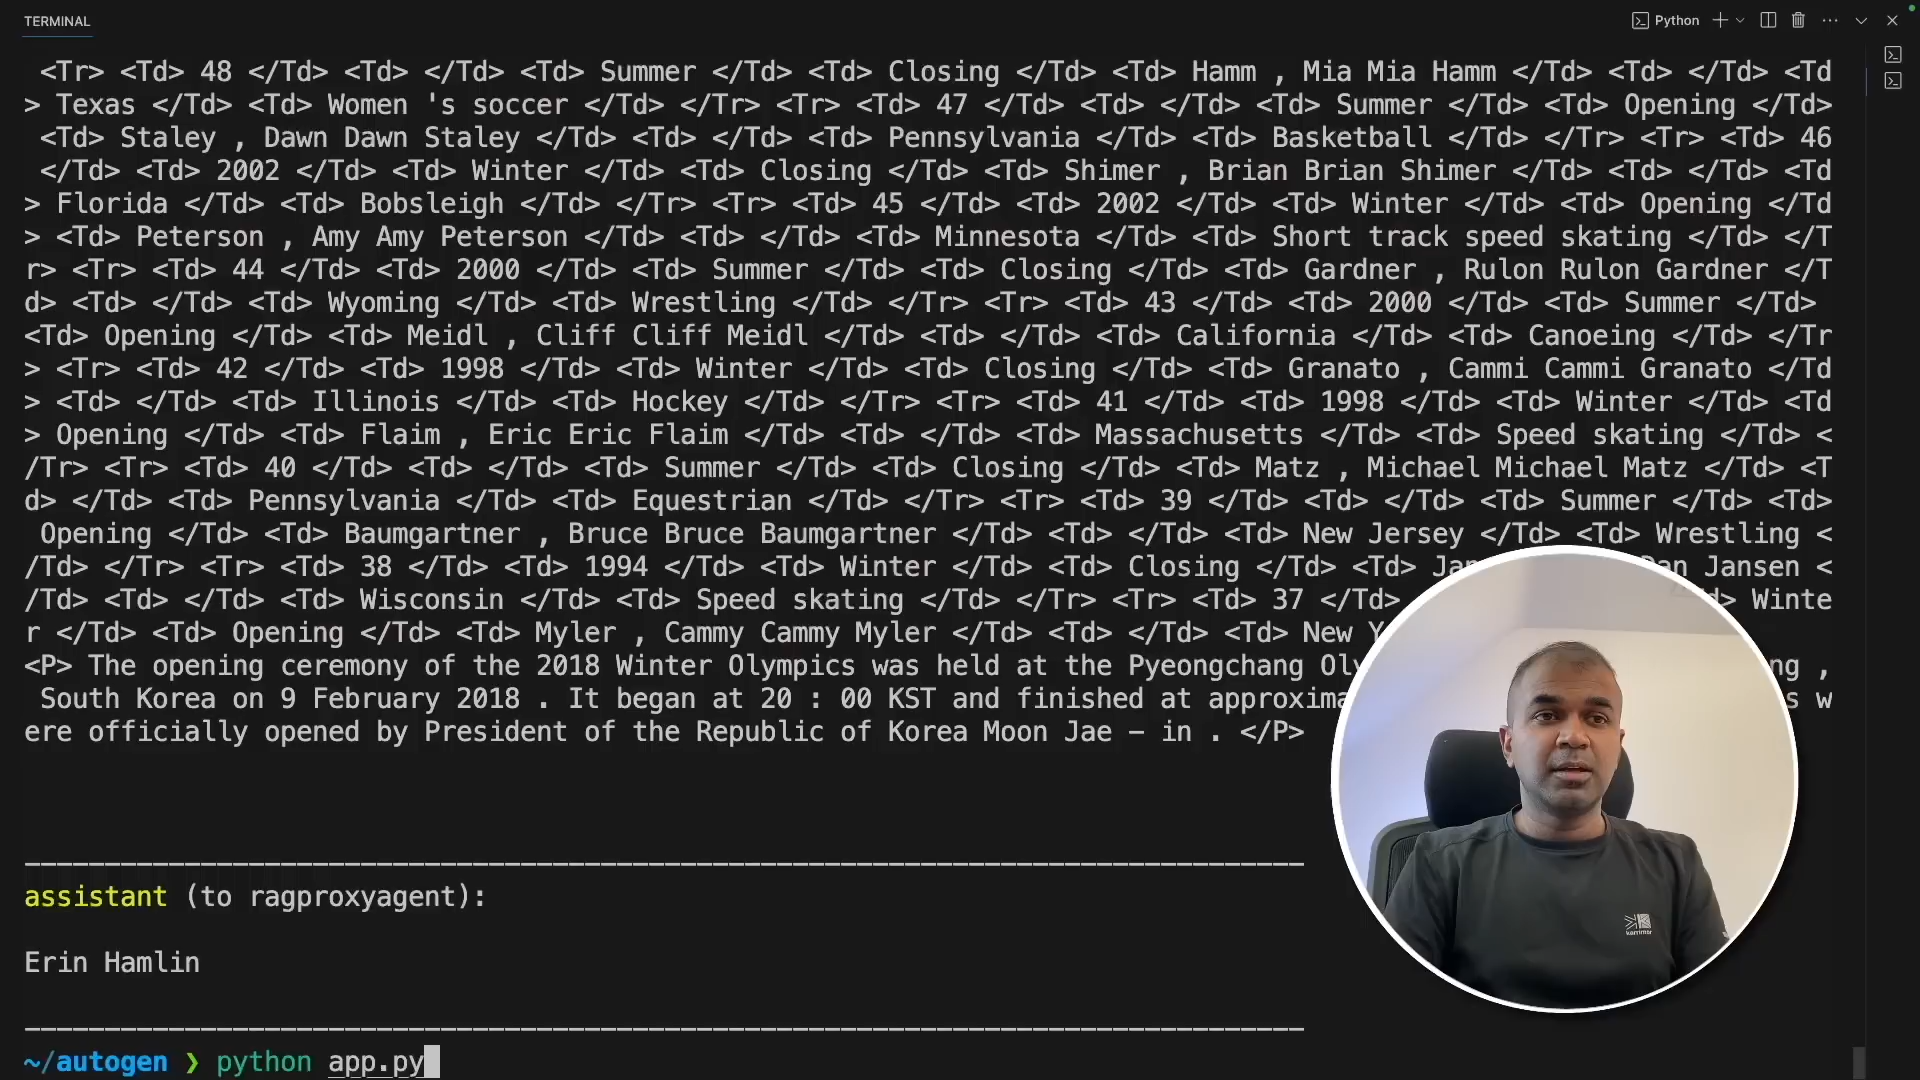 TERMINAL
Python
<Tr> <Td> 48 </Td> <Td> </Td> <Td> Summer </Td> <Td> Closing </Td> <Td> Hamm , Mia Mia Hamm </Td> <Td> </Td> <Td
> Texas </Td> <Td> Women 's soccer </Td> </Tr> <Tr> <Td> 47 </Td> <Td> </Td> <Td> Summer </Td> <Td> Opening </Td>
<Td> Staley , Dawn Dawn Staley </Td> <Td> </Td> <Td> Pennsylvania </Td> <Td> Basketball </Td> </Tr> <Tr> <Td> 46
</Td> <Td> 2002 </Td> <Td> Winter </Td> <Td> Closing </Td> <Td> Shimer , Brian Brian Shimer </Td> <Td> </Td> <Td
> Florida </Td> <Td> Bobsleigh </Td> </Tr> <Tr> <Td> 45 </Td> <Td> 2002 </Td> <Td> Winter </Td> <Td> Opening </Td
> <Td> Peterson , Amy Amy Peterson </Td> <Td> </Td> <Td> Minnesota </Td> <Td> Short track speed skating </Td> </T
r> <Tr> <Td> 44 </Td> <Td> 2000 </Td> <Td> Summer </Td> <Td> Closing </Td> <Td> Gardner , Rulon Rulon Gardner </T
d> <Td> </Td> <Td> Wyoming </Td> <Td> Wrestling </Td> </Tr> <Tr> <Td> 43 </Td> <Td> 2000 </Td> <Td> Summer </Td>
<Td> Opening </Td> <Td> Meidl , Cliff Cliff Meidl </Td> <Td> </Td> <Td> California </Td> <Td> Canoeing </Td> </Tr
> <Tr> <Td> 42 </Td> <Td> 1998 </Td> <Td> Winter </Td> <Td> Closing </Td> <Td> Granato , Cammi Cammi Granato </Td
> <Td> </Td> <Td> Illinois </Td> <Td> Hockey </Td> </Tr> <Tr> <Td> 41 </Td> <Td> 1998 </Td> <Td> Winter </Td> <Td
> Opening </Td> <Td> Flaim , Eric Eric Flaim </Td> <Td> </Td> <Td> Massachusetts </Td> <Td> Speed skating </Td> <
/Tr> <Tr> <Td> 40 </Td> <Td> </Td> <Td> Summer </Td> <Td> Closing </Td> <Td> Matz , Michael Michael Matz </Td> <T
d> </Td> <Td> Pennsylvania </Td> <Td> Equestrian </Td> </Tr> <Tr> <Td> 39 </Td> <Td> </Td> <Td> Summer </Td> <Td>
Opening </Td> <Td> Baumgartner , Bruce Bruce Baumgartner </Td> <Td> </Td> <Td> New Jersey </Td> <Td> Wrestling <
/Td> </Tr> <Tr> <Td> 38 </Td> <Td> 1994 </Td> <Td> Winter </Td> <Td> Closing </Td> <Td> Jansen <
/Td> <Td> </Td> <Td> Wisconsin </Td> <Td> Speed skating </Td> </Tr> <Tr> <Td> 37 </Td> > Winte
r </Td> <Td> Opening </Td> <Td> Myler , Cammy Cammy Myler </Td> <Td> </Td> <Td> New
<P> The opening ceremony of the 2018 Winter Olympics was held at the Pyeongchang ,
South Korea on 9 February 2018 . It began at 20 : 00 KST and finished at w
ere officially opened by President of the Republic of Korea Moon Jae – in . </P>
assistant (to ragproxyagent):
Erin Hamlin
~/autogen ❯ python app.py
karrimor